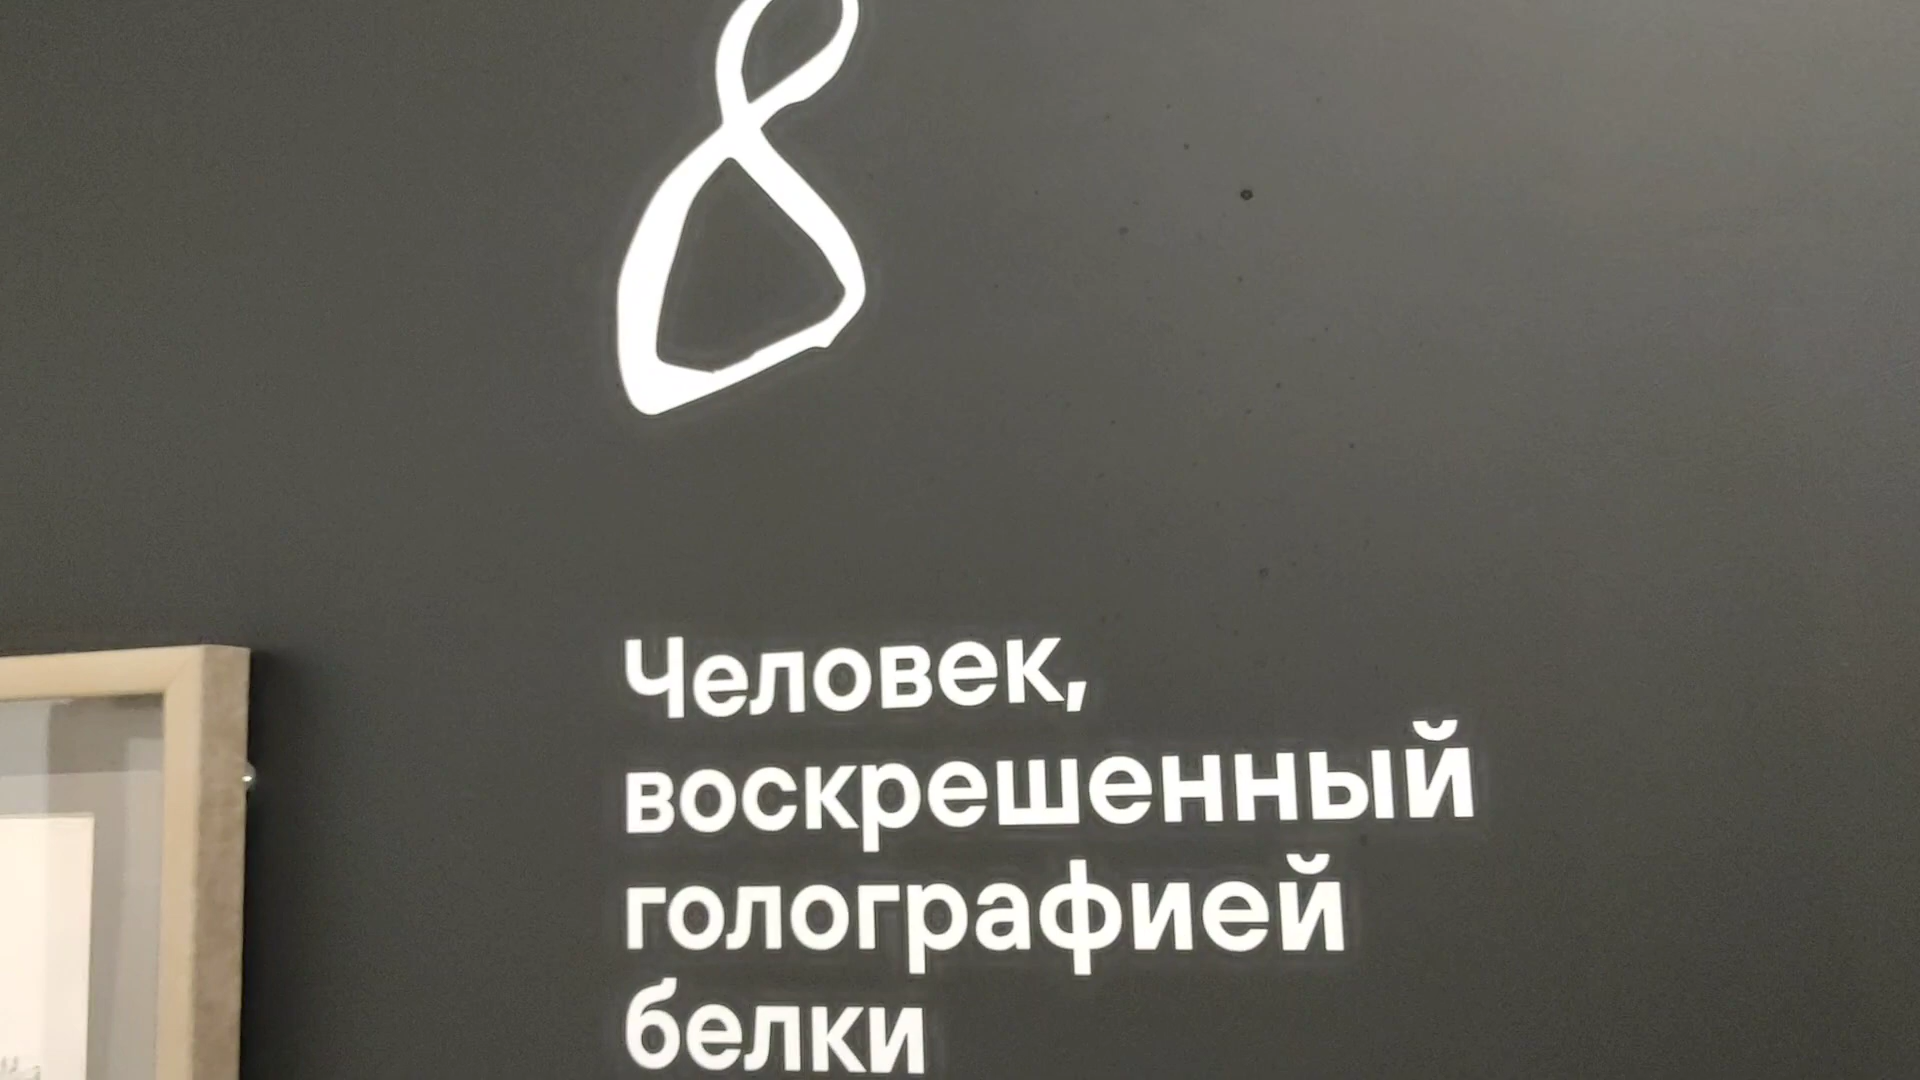 8
Человек,
воскрешенный
голографией
белки